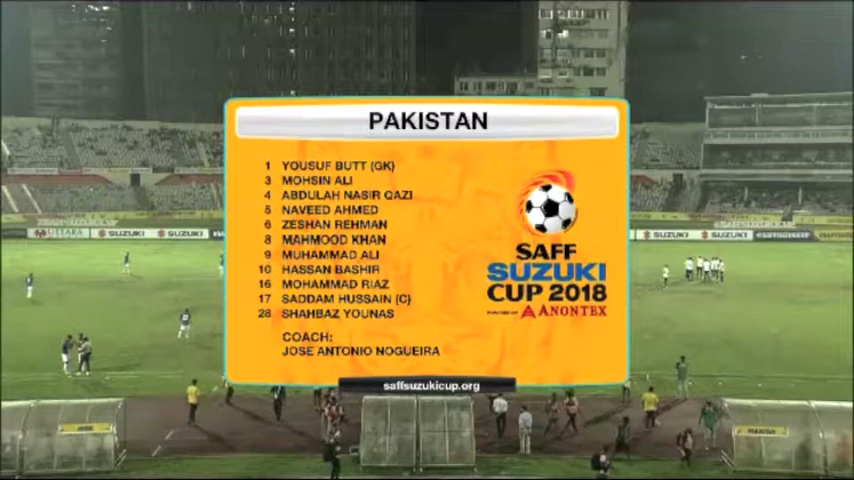 PAKISTAN
1 YOUSUF BUTT (GK)
3 MOHSIN ALI
4 ABDULAH NASIR QAZI
5 NAVEED AHMED
6 ZESHAN REHMAN
8 MAHMOOD KHAN
9 MUHAMMAD ALI
10 HASSAN BASHIR
16 MOHAMMAD RIAZ
17 SADDAM HUSSAIN (C)
28 SHAHBAZ YOUNAS
COACH:
JOSE ANTONIO NOGUEIRA
SAFF
SUZUKI
CUP 2018
ANONTEX
saffsuzukicup.org
UTTARA SUZUKI SUZUKI
SUZUKI SUZUKI